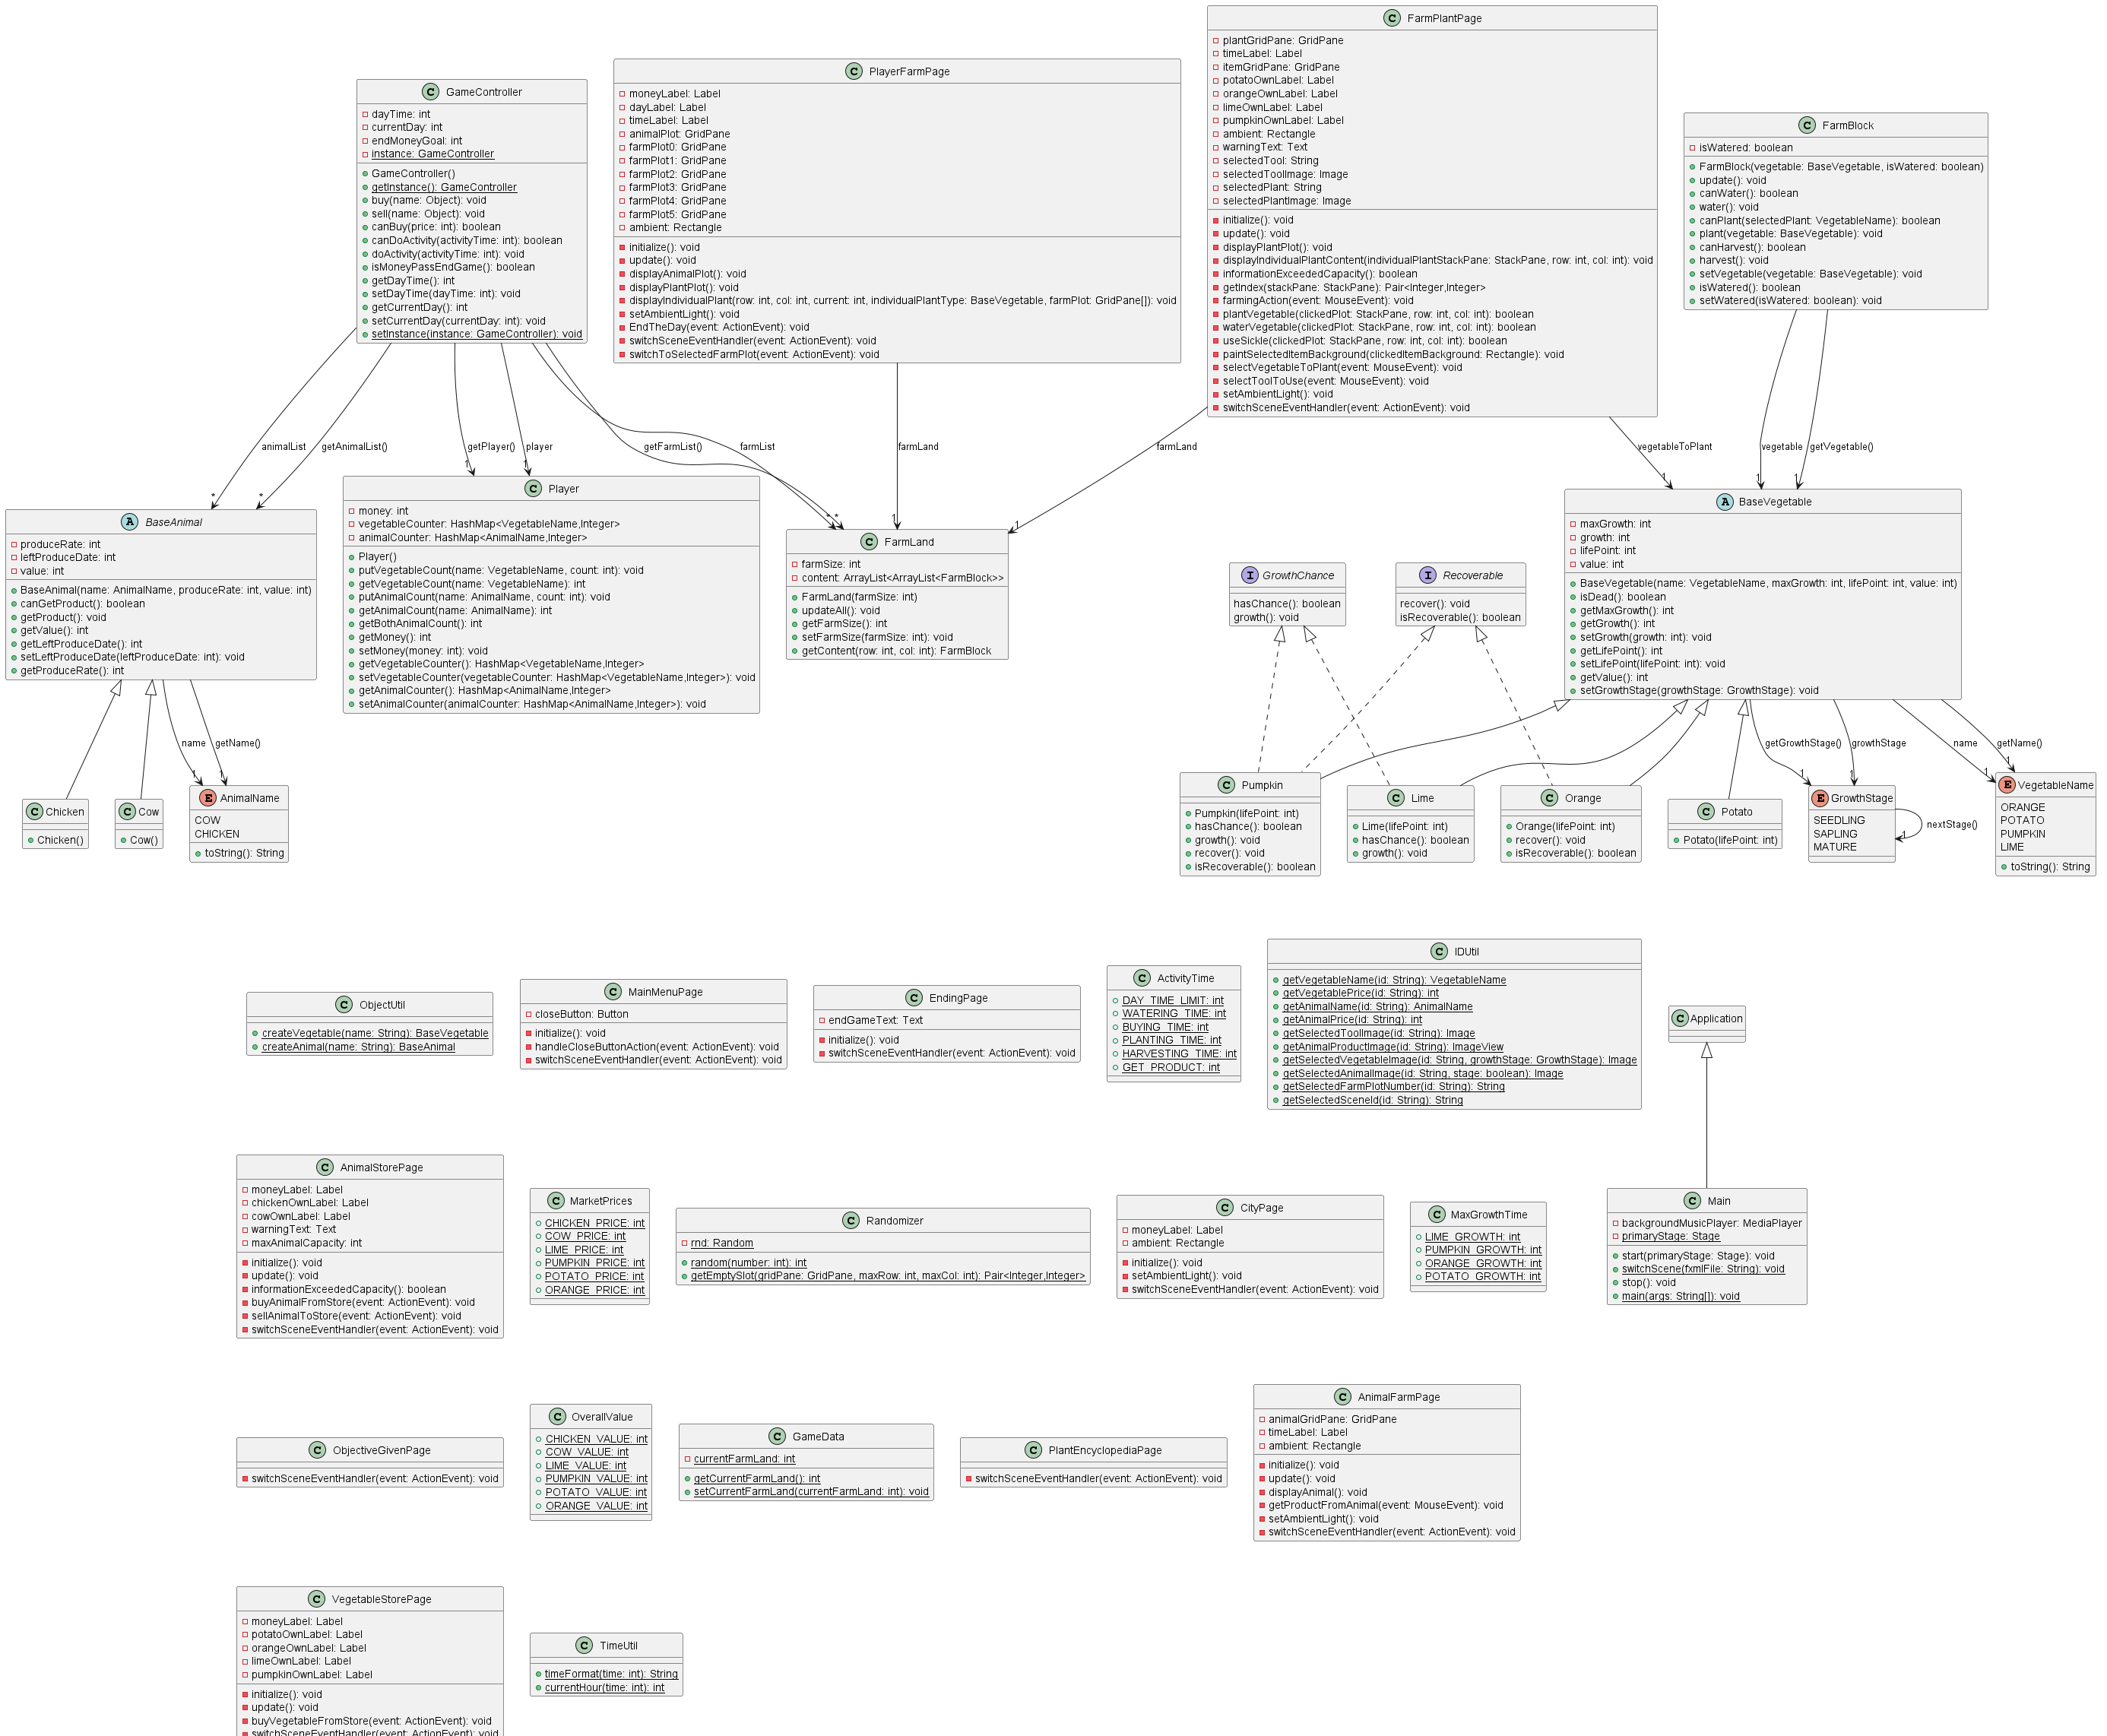 C GameController
dayTime: int
currentDay: int
endMoneyGoal: int
instance: GameController
GameController()
getInstance(): GameController
buy(name: Object): void
sell(name: Object): void
canBuy(price: int): boolean
canDoActivity(activityTime: int): boolean
doActivity(activityTime: int): void
isMoneyPassEndGame(): boolean
getDayTime(): int
setDayTime(dayTime: int): void
getCurrentDay(): int
setCurrentDay(currentDay: int): void
setInstance(instance: GameController): void
C PlayerFarmPage
moneyLabel: Label
dayLabel: Label
timeLabel: Label
animalPlot: GridPane
farmPlot0: GridPane
farmPlot1: GridPane
farmPlot2: GridPane
farmPlot3: GridPane
farmPlot4: GridPane
farmPlot5: GridPane
ambient: Rectangle
initialize(): void
update(): void
displayAnimalPlot(): void
displayPlantPlot(): void
displayIndividualPlant(row: int, col: int, current: int, individualPlantType: BaseVegetable, farmPlot: GridPane[]): void
setAmbientLight(): void
EndTheDay(event: ActionEvent): void
switchSceneEventHandler(event: ActionEvent): void
switchToSelectedFarmPlot(event: ActionEvent): void
C FarmPlantPage
plantGridPane: GridPane
timeLabel: Label
itemGridPane: GridPane
potatoOwnLabel: Label
orangeOwnLabel: Label
limeOwnLabel: Label
pumpkinOwnLabel: Label
ambient: Rectangle
warningText: Text
selectedTool: String
selectedToolImage: Image
selectedPlant: String
selectedPlantImage: Image
initialize(): void
update(): void
displayPlantPlot(): void
displayIndividualPlantContent(individualPlantStackPane: StackPane, row: int, col: int): void
informationExceededCapacity(): boolean
getIndex(stackPane: StackPane): Pair<Integer,Integer>
farmingAction(event: MouseEvent): void
plantVegetable(clickedPlot: StackPane, row: int, col: int): boolean
waterVegetable(clickedPlot: StackPane, row: int, col: int): boolean
useSickle(clickedPlot: StackPane, row: int, col: int): boolean
paintSelectedItemBackground(clickedItemBackground: Rectangle): void
selectVegetableToPlant(event: MouseEvent): void
selectToolToUse(event: MouseEvent): void
setAmbientLight(): void
switchSceneEventHandler(event: ActionEvent): void
C FarmBlock
isWatered: boolean
FarmBlock(vegetable: BaseVegetable, isWatered: boolean)
update(): void
canWater(): boolean
water(): void
canPlant(selectedPlant: VegetableName): boolean
plant(vegetable: BaseVegetable): void
canHarvest(): boolean
harvest(): void
setVegetable(vegetable: BaseVegetable): void
isWatered(): boolean
setWatered(isWatered: boolean): void
animalList
getAnimalList()
getPlayer()
player
getFarmList()
farmList
farmLand
farmLand
vegetableToPlant
vegetable
getVegetable()
* * 1 1 * * 1 1 1 1 1
A BaseAnimal
produceRate: int
leftProduceDate: int
value: int
BaseAnimal(name: AnimalName, produceRate: int, value: int)
canGetProduct(): boolean
getProduct(): void
getValue(): int
getLeftProduceDate(): int
setLeftProduceDate(leftProduceDate: int): void
getProduceRate(): int
C Player
money: int
vegetableCounter: HashMap<VegetableName,Integer>
animalCounter: HashMap<AnimalName,Integer>
Player()
putVegetableCount(name: VegetableName, count: int): void
getVegetableCount(name: VegetableName): int
putAnimalCount(name: AnimalName, count: int): void
getAnimalCount(name: AnimalName): int
getBothAnimalCount(): int
getMoney(): int
setMoney(money: int): void
getVegetableCounter(): HashMap<VegetableName,Integer>
setVegetableCounter(vegetableCounter: HashMap<VegetableName,Integer>): void
getAnimalCounter(): HashMap<AnimalName,Integer>
setAnimalCounter(animalCounter: HashMap<AnimalName,Integer>): void
C FarmLand
farmSize: int
content: ArrayList<ArrayList<FarmBlock>>
FarmLand(farmSize: int)
updateAll(): void
getFarmSize(): int
setFarmSize(farmSize: int): void
getContent(row: int, col: int): FarmBlock
I GrowthChance
hasChance(): boolean
growth(): void
I Recoverable
recover(): void
isRecoverable(): boolean
A BaseVegetable
maxGrowth: int
growth: int
lifePoint: int
value: int
BaseVegetable(name: VegetableName, maxGrowth: int, lifePoint: int, value: int)
isDead(): boolean
getMaxGrowth(): int
getGrowth(): int
setGrowth(growth: int): void
getLifePoint(): int
setLifePoint(lifePoint: int): void
getValue(): int
setGrowthStage(growthStage: GrowthStage): void
name
getName()
1 1
getGrowthStage()
growthStage
name
getName()
1 1 1 1
C Chicken
Chicken()
C Cow
Cow()
E AnimalName
COW
CHICKEN
toString(): String
C Pumpkin
Pumpkin(lifePoint: int)
hasChance(): boolean
growth(): void
recover(): void
isRecoverable(): boolean
C Lime
Lime(lifePoint: int)
hasChance(): boolean
growth(): void
C Orange
Orange(lifePoint: int)
recover(): void
isRecoverable(): boolean
C Potato
Potato(lifePoint: int)
E GrowthStage
SEEDLING
SAPLING
MATURE
1
nextStage()
E VegetableName
ORANGE
POTATO
PUMPKIN
LIME
toString(): String
C ObjectUtil
createVegetable(name: String): BaseVegetable
createAnimal(name: String): BaseAnimal
C MainMenuPage
closeButton: Button
initialize(): void
handleCloseButtonAction(event: ActionEvent): void
switchSceneEventHandler(event: ActionEvent): void
C EndingPage
endGameText: Text
initialize(): void
switchSceneEventHandler(event: ActionEvent): void
C ActivityTime
DAY_TIME_LIMIT: int
WATERING_TIME: int
BUYING_TIME: int
PLANTING_TIME: int
HARVESTING_TIME: int
GET_PRODUCT: int
C IDUtil
getVegetableName(id: String): VegetableName
getVegetablePrice(id: String): int
getAnimalName(id: String): AnimalName
getAnimalPrice(id: String): int
getSelectedToolImage(id: String): Image
getAnimalProductImage(id: String): ImageView
getSelectedVegetableImage(id: String, growthStage: GrowthStage): Image
getSelectedAnimalImage(id: String, stage: boolean): Image
getSelectedFarmPlotNumber(id: String): String
getSelectedSceneId(id: String): String
C Application
C AnimalStorePage
moneyLabel: Label
chickenOwnLabel: Label
cowOwnLabel: Label
warningText: Text
maxAnimalCapacity: int
initialize(): void
update(): void
informationExceededCapacity(): boolean
buyAnimalFromStore(event: ActionEvent): void
sellAnimalToStore(event: ActionEvent): void
switchSceneEventHandler(event: ActionEvent): void
C MarketPrices
CHICKEN_PRICE: int
COW_PRICE: int
LIME_PRICE: int
PUMPKIN_PRICE: int
POTATO_PRICE: int
ORANGE_PRICE: int
C Randomizer
rnd: Random
random(number: int): int
getEmptySlot(gridPane: GridPane, maxRow: int, maxCol: int): Pair<Integer,Integer>
C CityPage
moneyLabel: Label
ambient: Rectangle
initialize(): void
setAmbientLight(): void
switchSceneEventHandler(event: ActionEvent): void
C MaxGrowthTime
LIME_GROWTH: int
PUMPKIN_GROWTH: int
ORANGE_GROWTH: int
POTATO_GROWTH: int
C Main
backgroundMusicPlayer: MediaPlayer
primaryStage: Stage
start(primaryStage: Stage): void
switchScene(fxmlFile: String): void
stop(): void
main(args: String[]): void
C ObjectiveGivenPage
switchSceneEventHandler(event: ActionEvent): void
C OverallValue
CHICKEN_VALUE: int
COW_VALUE: int
LIME_VALUE: int
PUMPKIN_VALUE: int
POTATO_VALUE: int
ORANGE_VALUE: int
C GameData
currentFarmLand: int
getCurrentFarmLand(): int
setCurrentFarmLand(currentFarmLand: int): void
C PlantEncyclopediaPage
switchSceneEventHandler(event: ActionEvent): void
C AnimalFarmPage
animalGridPane: GridPane
timeLabel: Label
ambient: Rectangle
initialize(): void
update(): void
displayAnimal(): void
getProductFromAnimal(event: MouseEvent): void
setAmbientLight(): void
switchSceneEventHandler(event: ActionEvent): void
C VegetableStorePage
moneyLabel: Label
potatoOwnLabel: Label
orangeOwnLabel: Label
limeOwnLabel: Label
pumpkinOwnLabel: Label
initialize(): void
update(): void
buyVegetableFromStore(event: ActionEvent): void
switchSceneEventHandler(event: ActionEvent): void
C TimeUtil
timeFormat(time: int): String
currentHour(time: int): int